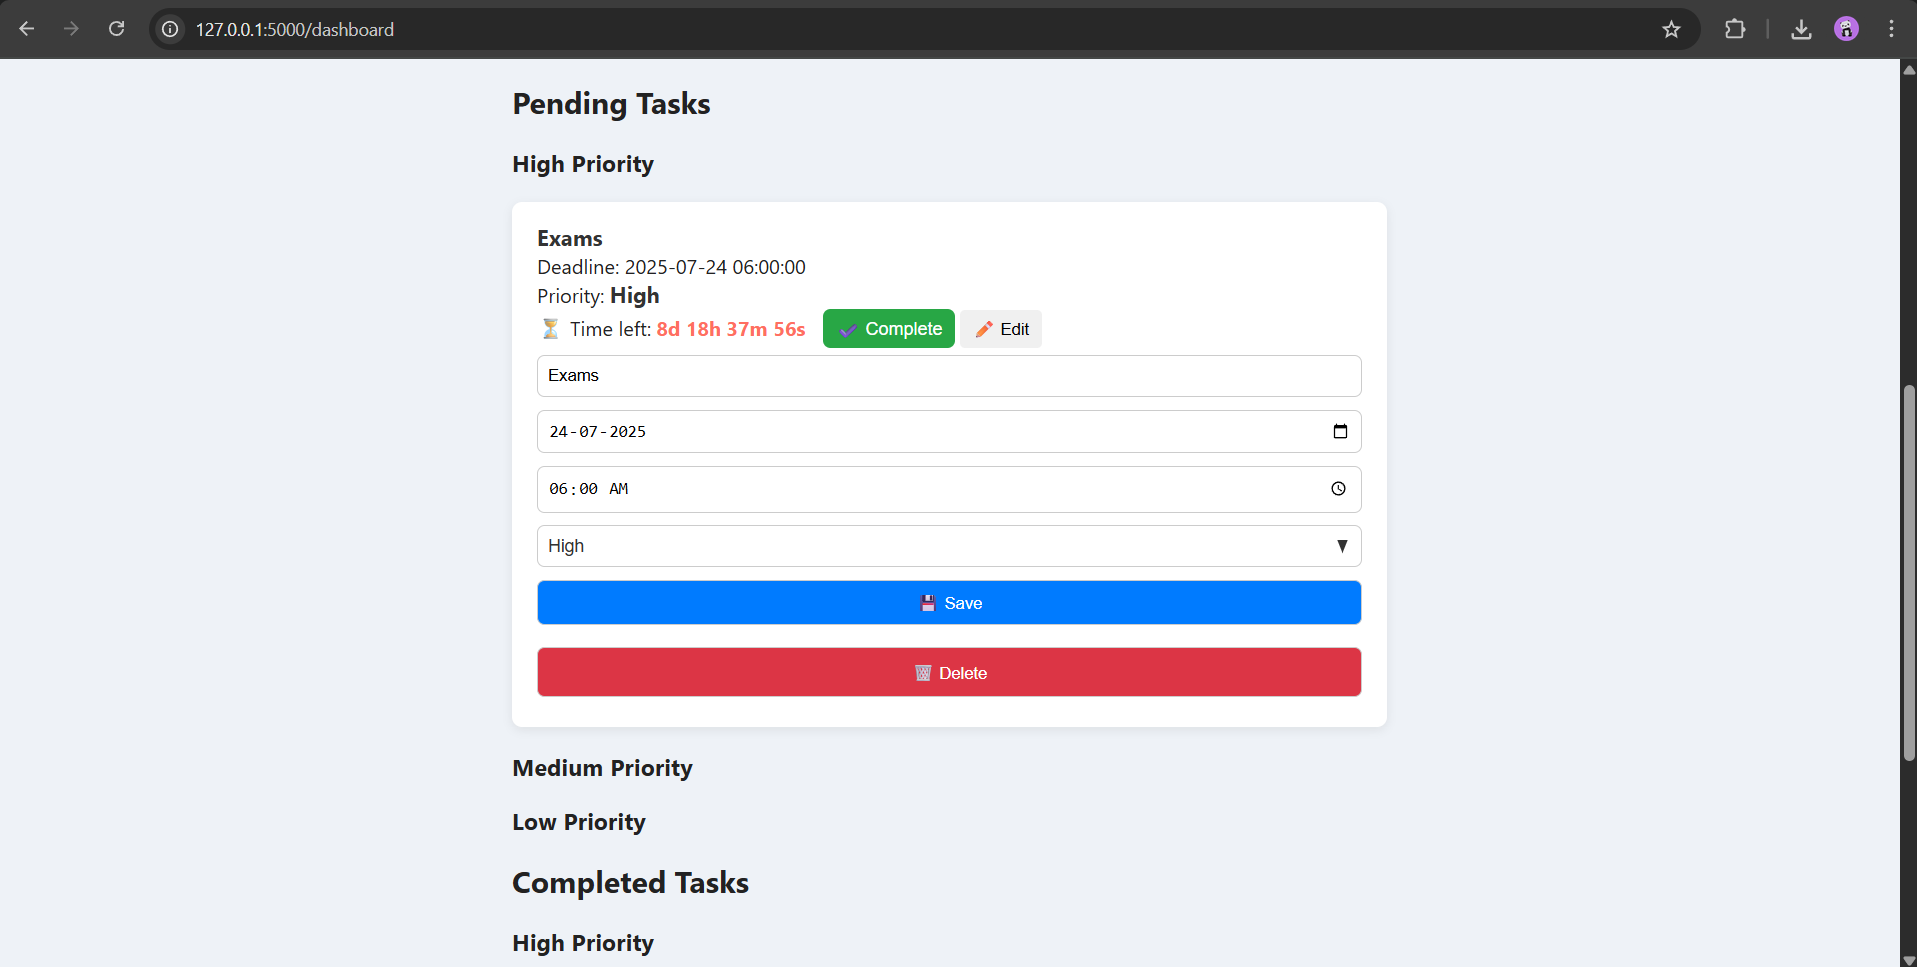 127.0.0.1:5000/dashboard
Pending Tasks
High Priority
Exams
Deadline: 2025-07-24 06:00:00
Priority: High
⏳ Time left: 8d 18h 37m 56s ✔ Complete ✏️ Edit
Exams
24-07-2025
06:00 AM
High
💾 Save
🗑️ Delete
Medium Priority
Low Priority
Completed Tasks
High Priority